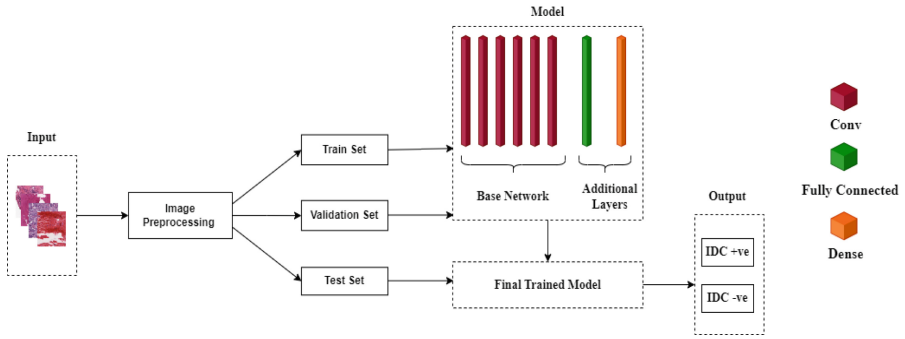 Model
Input
Image
Preprocessing
Train Set
Validation Set
Test Set
Base Network
Additional
Layers
Final Trained Model
Output
IDC +ve
IDC -ve
Conv
Fully Connected
Dense